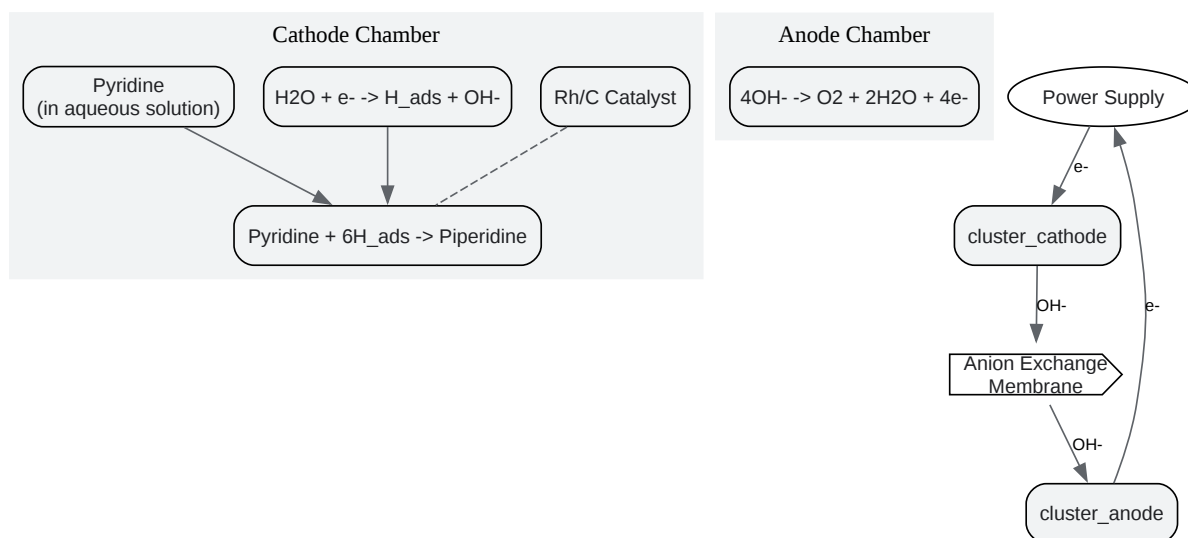 Cathode Chamber
Anode Chamber
Pyridine
(in aqueous solution)
H2O + e- -> H_ads + OH-
Rh/C Catalyst
4OH- -> O2 + 2H2O + 4e-
Power Supply
e-
Pyridine + 6H_ads -> Piperidine
cluster_cathode
OH-
e-
Anion Exchange
Membrane
OH-
cluster_anode